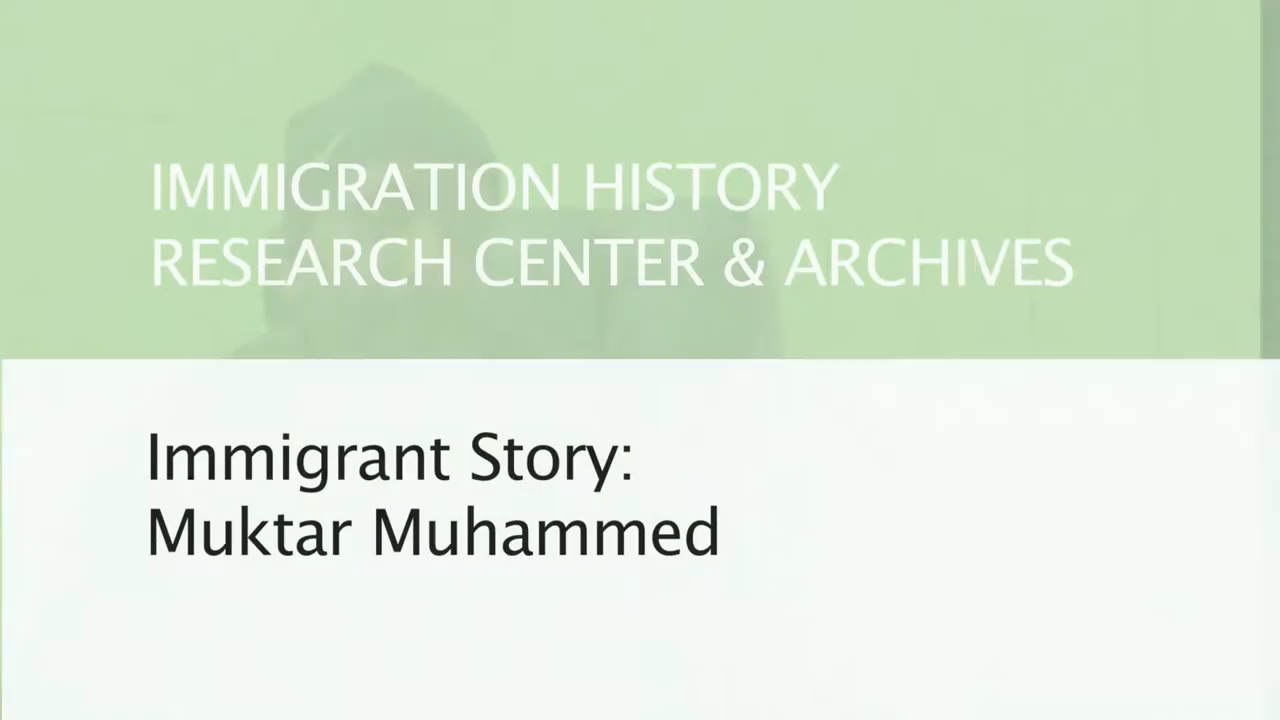 IMMIGRATION HISTORY
RESEARCH CENTER & ARCHIVES
Immigrant Story:
Muktar Muhammed